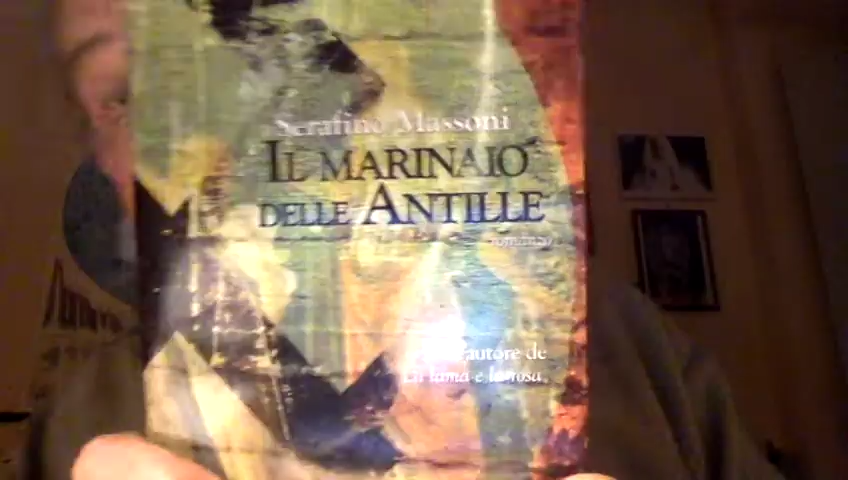 Serafino Massoni
IL MARINAIO
DELLE ANTILLE
romanzo
autore de
La lama e la rosa